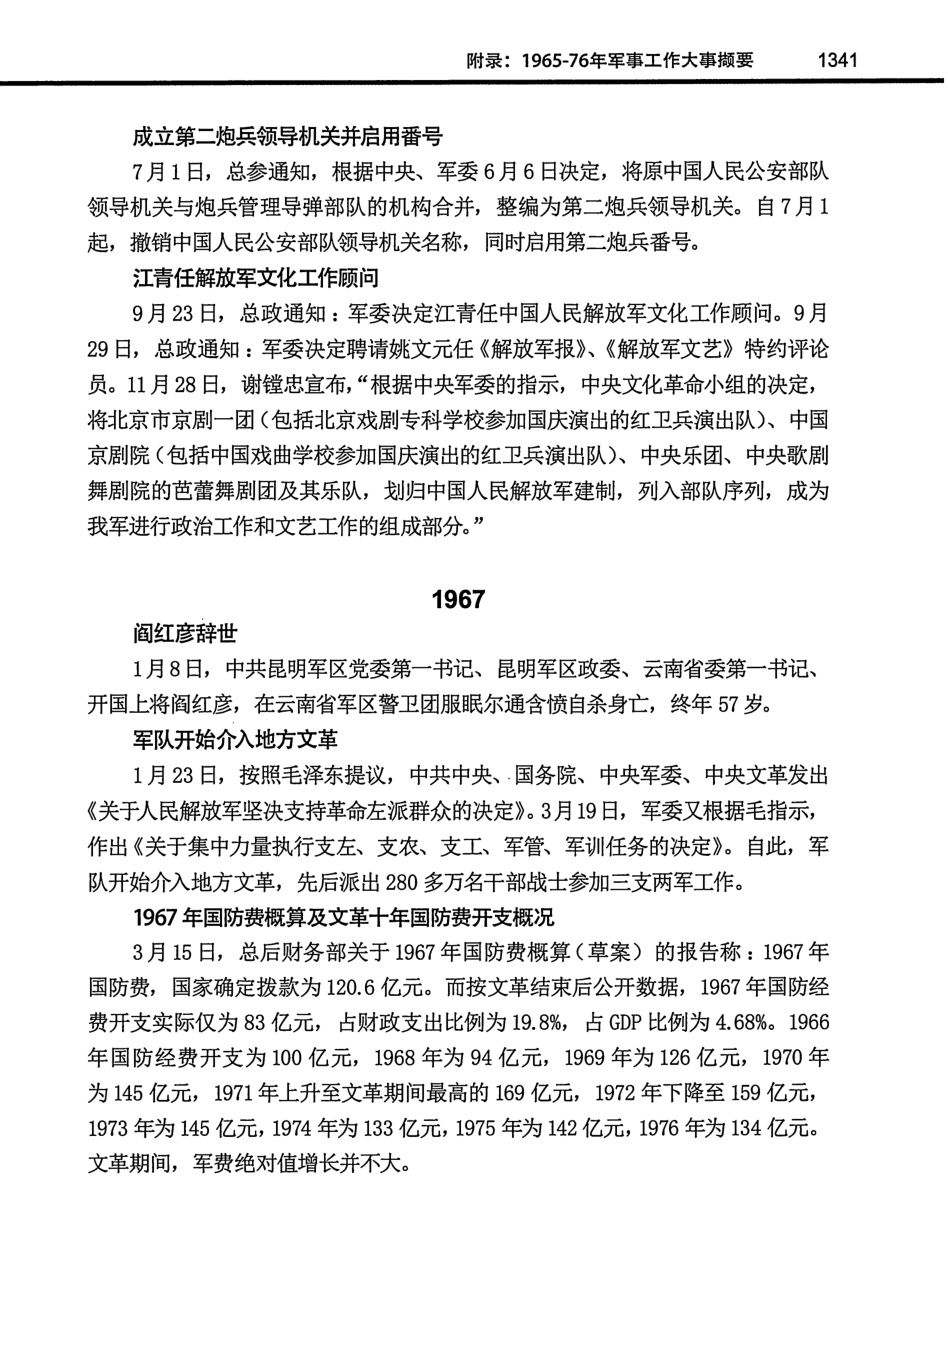 附录：1965-76年军事工作大事撷要 1341
成立第二炮兵领导机关并启用番号
7月1日，总参通知，根据中央、军委6月6日决定，将原中国人民公安部队
领导机关与炮兵管理导弹部队的机构合并，整编为第二炮兵领导机关。自7月1
起，撤销中国人民公安部队领导机关名称，同时启用第二炮兵番号。
江青任解放军文化工作顾问
9月23日，总政通知：军委决定江青任中国人民解放军文化工作顾问。9月
29日，总政通知：军委决定聘请姚文元任《解放军报》、《解放军文艺》特约评论
员。11月28日，谢镗忠宣布，“根据中央军委的指示，中央文化革命小组的决定，
将北京市京剧一团（包括北京戏剧专科学校参加国庆演出的红卫兵演出队）、中国
京剧院（包括中国戏曲学校参加国庆演出的红卫兵演出队）、中央乐团、中央歌剧
舞剧院的芭蕾舞剧团及其乐队，划归中国人民解放军建制，列入部队序列，成为
我军进行政治工作和文艺工作的组成部分。”
1967
阎红彦辞世
1月8日，中共昆明军区党委第一书记、昆明军区政委、云南省委第一书记、
开国上将阎红彦，在云南省军区警卫团服眠尔通含愤自杀身亡，终年57岁。
军队开始介入地方文革
1月23日，按照毛泽东提议，中共中央、国务院、中央军委、中央文革发出
《关于人民解放军坚决支持革命左派群众的决定》。3月19日，军委又根据毛指示，
作出《关于集中力量执行支左、支农、支工、军管、军训任务的决定》。自此，军
队开始介入地方文革，先后派出280多万名干部战士参加三支两军工作。
1967年国防费概算及文革十年国防费开支概况
3月15日，总后财务部关于1967年国防费概算（草案）的报告称：1967年
国防费，国家确定拨款为120.6亿元。而按文革结束后公开数据，1967年国防经
费开支实际仅为83亿元，占财政支出比例为19.8%，占GDP比例为4.68%。1966
年国防经费开支为100亿元，1968年为94亿元，1969年为126亿元，1970年
为145亿元，1971年上升至文革期间最高的169亿元，1972年下降至159亿元，
1973年为145亿元，1974年为133亿元，1975年为142亿元，1976年为134亿元。
文革期间，军费绝对值增长并不大。